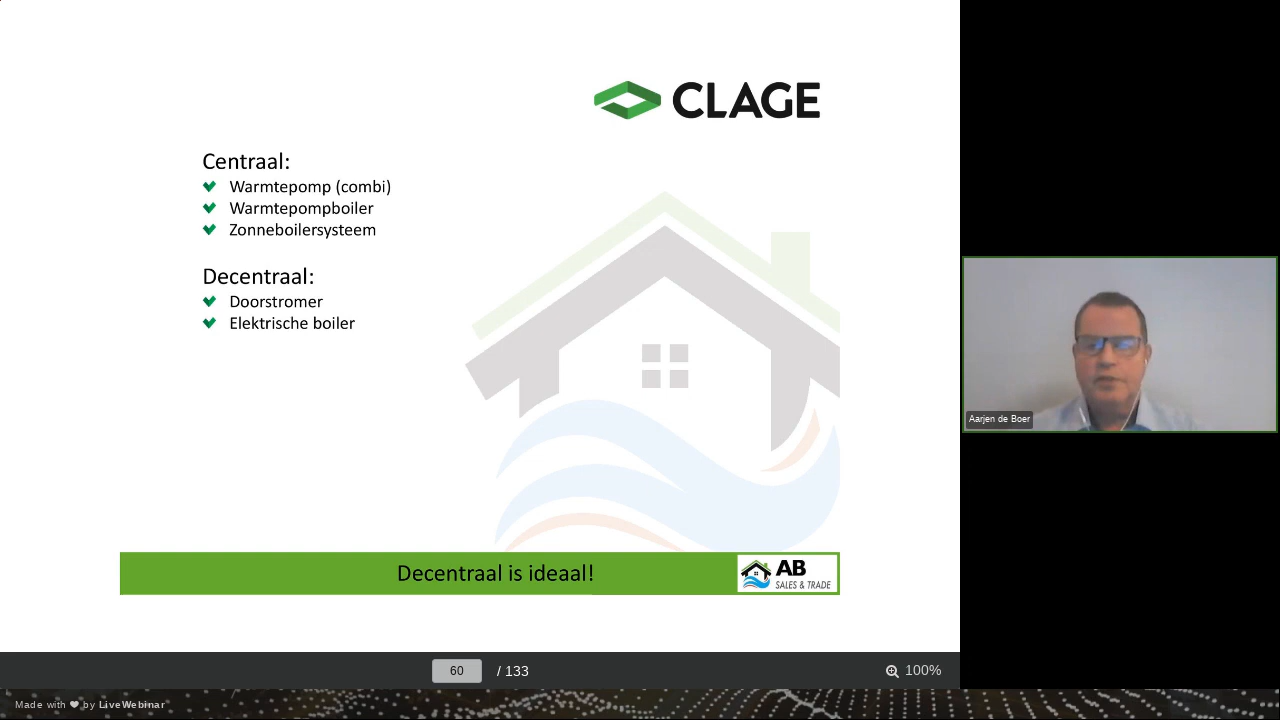 CLAGE
Centraal:
Warmtepomp (combi)
Warmtepompboiler
Zonneboilersysteem
Decentraal:
Doorstromer
Elektrische boiler
Aarjen de Boer
Decentraal is ideaal!
AB
SALES & TRADE
60 / 133
100%
Made with ❤ by LiveWebinar